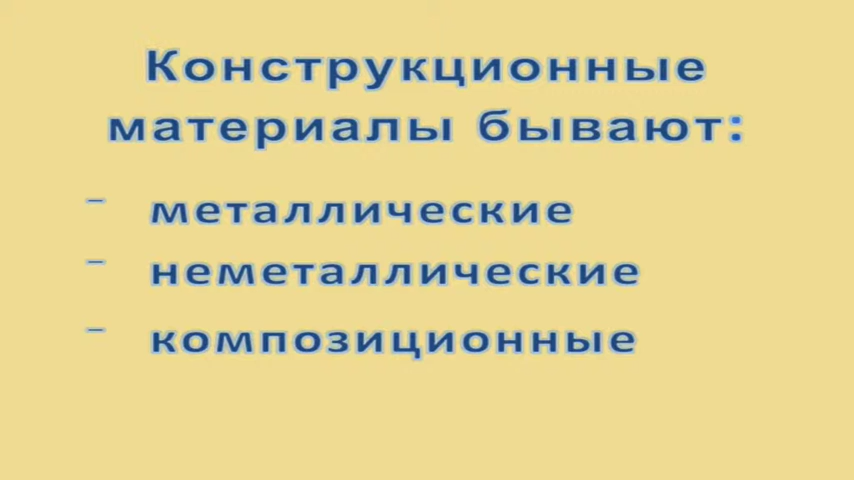 Конструкционные
материалы бывают:
- металлические
- неметаллические
- композиционные